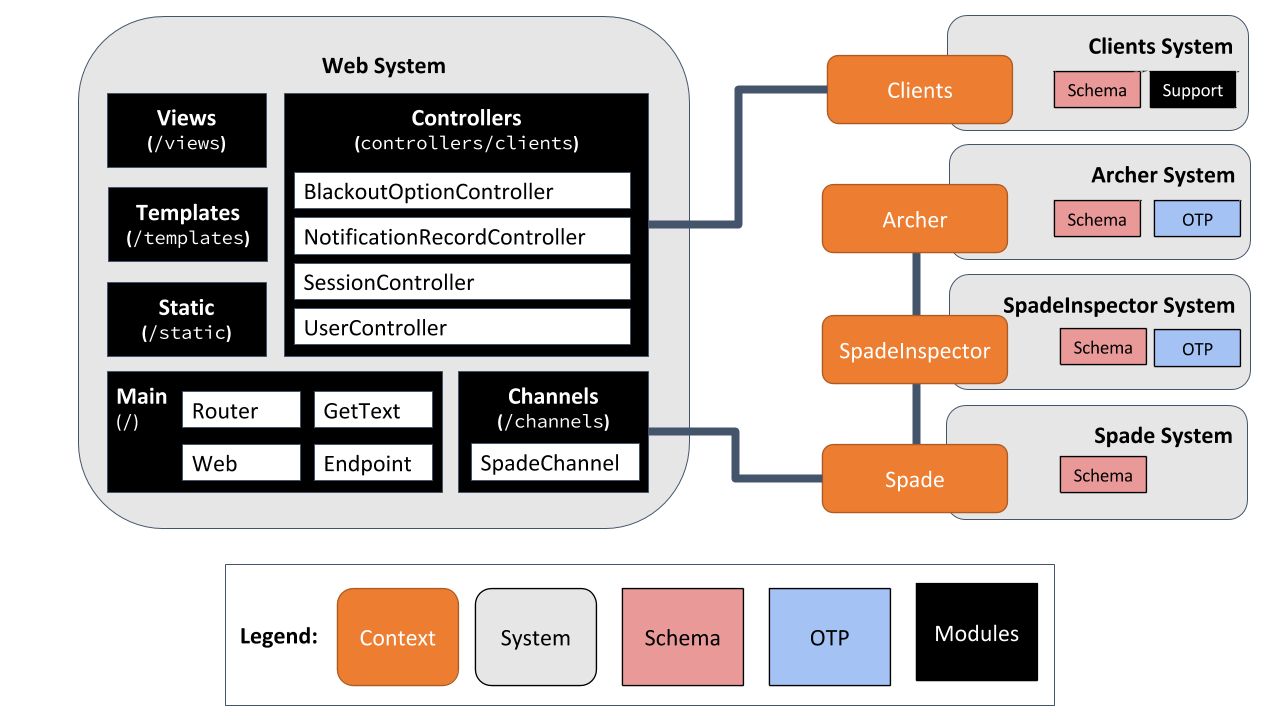 Web System
Views
(/views)
Templates
(/templates)
Static
(/static)
Controllers
(controllers/clients)
BlackoutOptionController
NotificationRecordController
SessionController
UserController
Main
(/)
Router
GetText
Web
Endpoint
Channels
(/channels)
SpadeChannel
Clients
Clients System
Schema
Support
Archer
Archer System
Schema
OTP
SpadeInspector
SpadeInspector System
Schema
OTP
Spade
Spade System
Schema
Legend:
Context
System
Schema
OTP
Modules